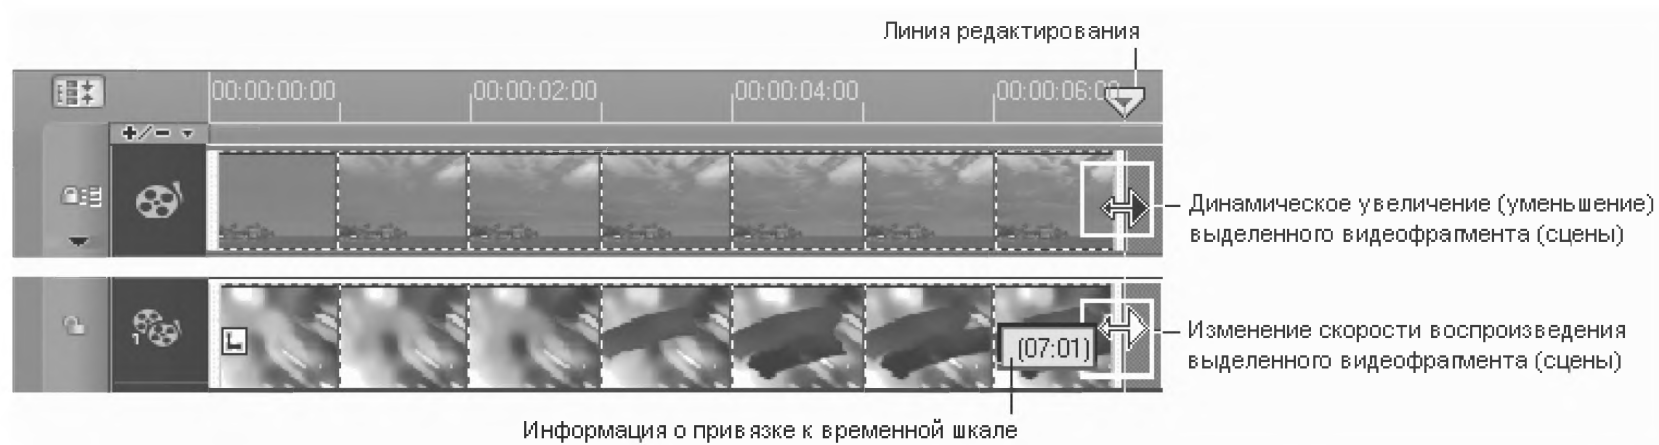 Линия редактирования
00:00:00:00 00:00:02:00 00:00:04:00 00:00:06:00
+/-
Динамическое увеличение (уменьшение)
выделенного видеофрагмента (сцены)
1
(07:01)
Изменение скорости воспроизведения
выделенного видеофрагмента (сцены)
Информация о привязке к временной шкале